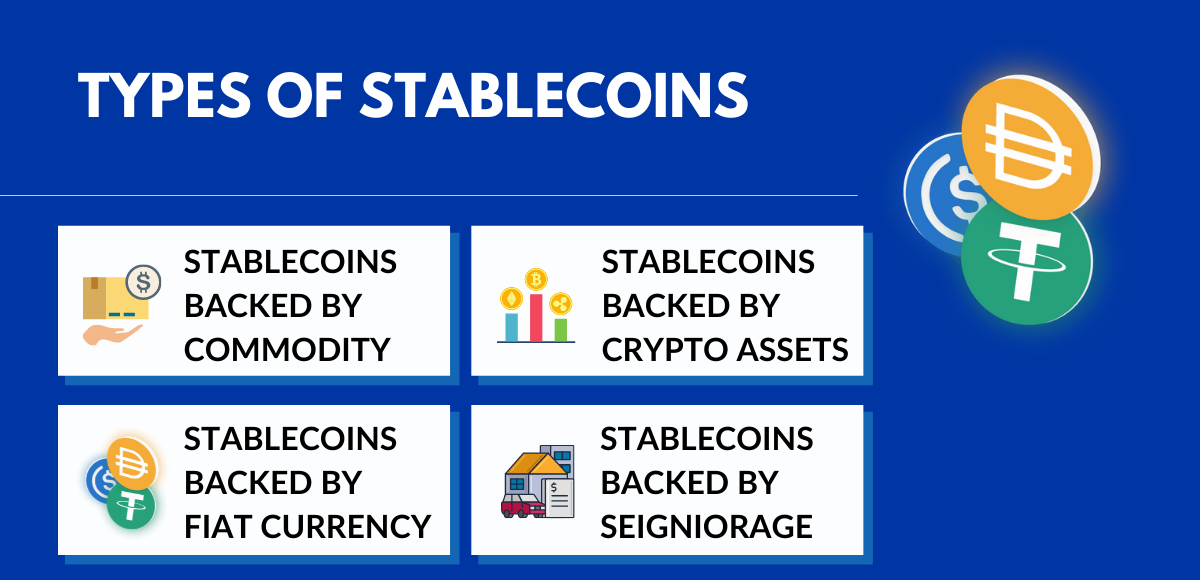 TYPES OF STABLECOINS
STABLECOINS
BACKED BY
COMMODITY
STABLECOINS
BACKED BY
CRYPTO ASSETS
STABLECOINS
BACKED BY
FIAT CURRENCY
STABLECOINS
BACKED BY
SEIGNIORAGE